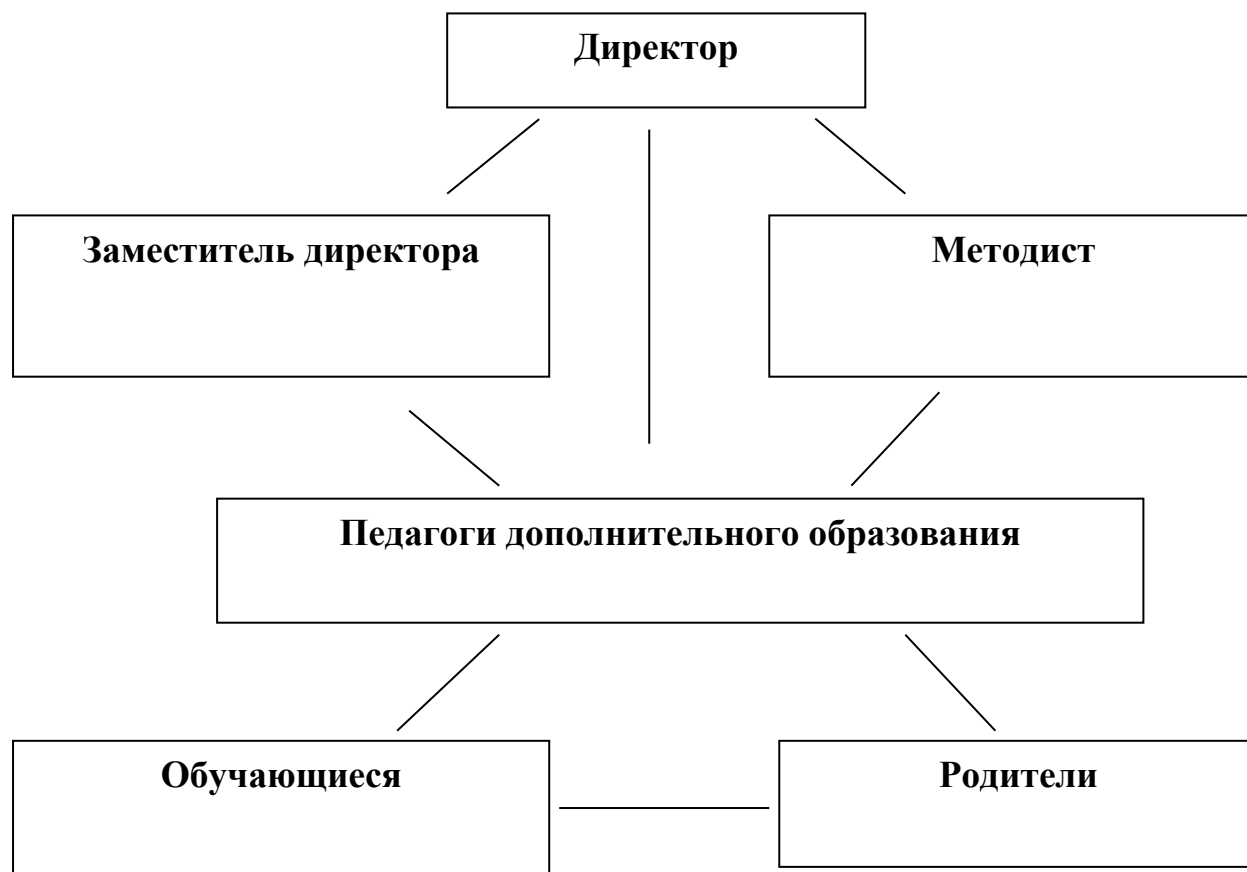 Директор
Заместитель директора
Методист
Педагоги дополнительного образования
Обучающиеся
Родители